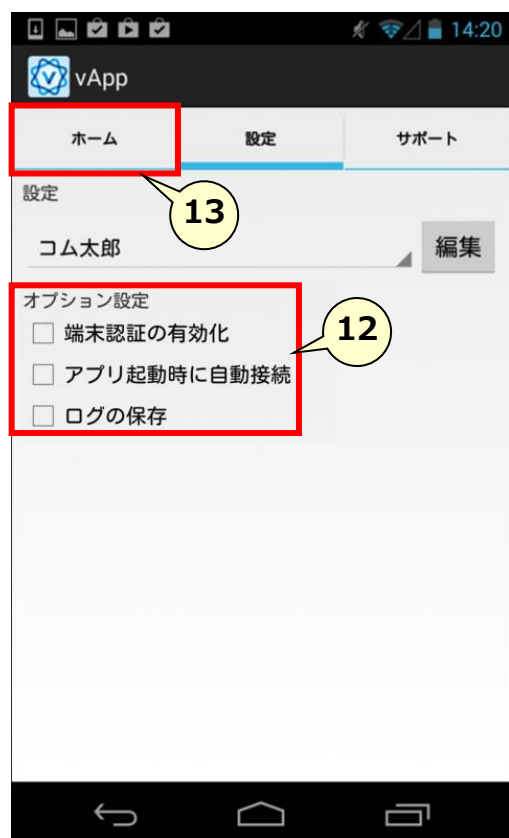 14:20
vApp
ホーム 設定 サポート
設定
13
コム太郎 編集
オプション設定
12
端末認証の有効化
アプリ起動時に自動接続
ログの保存